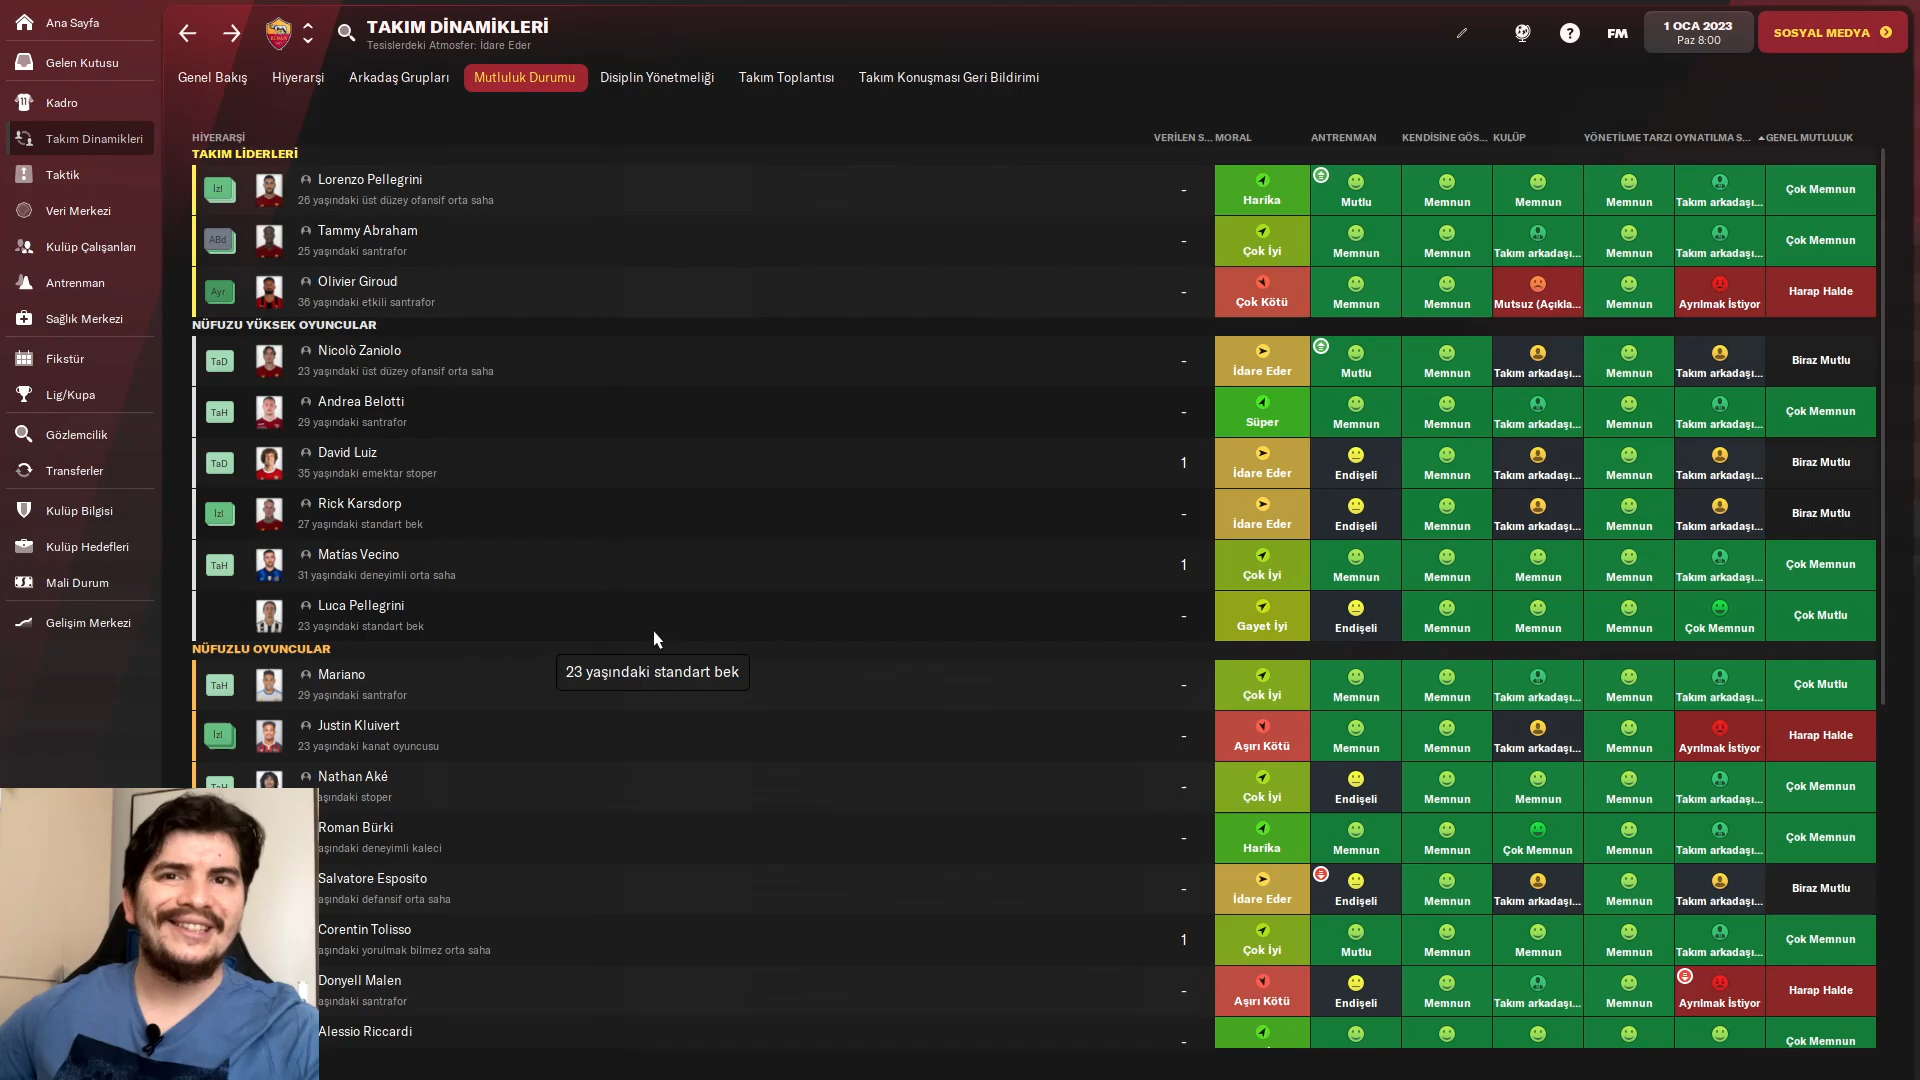 Ana Sayfa
Gelen Kutusu
Kadro
Takım Dinamikleri
Taktik
Veri Merkezi
Kulüp Çalışanları
Antrenman
Sağlık Merkezi
Fikstür
Lig/Kupa
Gözlemcilik
Transferler
Kulüp Bilgisi
Kulüp Hedefleri
Mali Durum
Gelişim Merkezi
TAKIM DİNAMİKLERİ
Tesislerdeki Atmosfer: İdare Eder
FM
1 OCA 2023
Paz 8:00
SOSYAL MEDYA
Genel Bakış Hiyerarşi Arkadaş Grupları Mutluluk Durumu Disiplin Yönetmeliği Takım Toplantısı Takım Konuşması Geri Bildirimi
HİYERARŞİ VERİLEN S... MORAL ANTRENMAN KENDİSİNE GÖS... KULÜP YÖNETİLME TARZI OYNATILMA S... GENEL MUTLULUK
TAKIM LİDERLERİ
İzl Lorenzo Pellegrini - Harika Mutlu Memnun Memnun Memnun Takım arkadaşı... Çok Memnun
26 yaşındaki üst düzey ofansif orta saha
ABd Tammy Abraham - Çok İyi Memnun Memnun Takım arkadaşı... Memnun Takım arkadaşı... Çok Memnun
25 yaşındaki santrafor
Ayr Olivier Giroud - Çok Kötü Memnun Memnun Mutsuz (Açıkla... Memnun Ayrılmak İstiyor Harap Halde
36 yaşındaki etkili santrafor
NÜFUZU YÜKSEK OYUNCULAR
TaD Nicolò Zaniolo - İdare Eder Mutlu Memnun Takım arkadaşı... Memnun Takım arkadaşı... Biraz Mutlu
23 yaşındaki üst düzey ofansif orta saha
TaH Andrea Belotti - Süper Memnun Memnun Takım arkadaşı... Memnun Takım arkadaşı... Çok Memnun
29 yaşındaki santrafor
TaD David Luiz 1 İdare Eder Endişeli Memnun Takım arkadaşı... Memnun Takım arkadaşı... Biraz Mutlu
35 yaşındaki emektar stoper
İzl Rick Karsdorp - İdare Eder Endişeli Memnun Takım arkadaşı... Memnun Takım arkadaşı... Biraz Mutlu
27 yaşındaki standart bek
TaH Matías Vecino 1 Çok İyi Memnun Memnun Memnun Memnun Takım arkadaşı... Çok Memnun
31 yaşındaki deneyimli orta saha
Luca Pellegrini - Gayet İyi Endişeli Memnun Memnun Memnun Çok Memnun Çok Mutlu
23 yaşındaki standart bek
NÜFUZLU OYUNCULAR
23 yaşındaki standart bek
TaH Mariano - Çok İyi Memnun Memnun Takım arkadaşı... Memnun Takım arkadaşı... Çok Mutlu
29 yaşındaki santrafor
İzl Justin Kluivert - Aşırı Kötü Memnun Memnun Takım arkadaşı... Memnun Ayrılmak İstiyor Harap Halde
23 yaşındaki kanat oyuncusu
TaH Nathan Aké - Çok İyi Endişeli Memnun Memnun Memnun Takım arkadaşı... Çok Memnun
aşındaki stoper
Roman Bürki - Harika Memnun Memnun Çok Memnun Memnun Takım arkadaşı... Çok Memnun
aşındaki deneyimli kaleci
Salvatore Esposito - İdare Eder Endişeli Memnun Takım arkadaşı... Memnun Takım arkadaşı... Biraz Mutlu
aşındaki defansif orta saha
Corentin Tolisso 1 Çok İyi Mutlu Memnun Memnun Memnun Takım arkadaşı... Çok Memnun
aşındaki yorulmak bilmez orta saha
Donyell Malen - Aşırı Kötü Endişeli Memnun Takım arkadaşı... Memnun Ayrılmak İstiyor Harap Halde
aşındaki santrafor
Alessio Riccardi - Çok Memnun